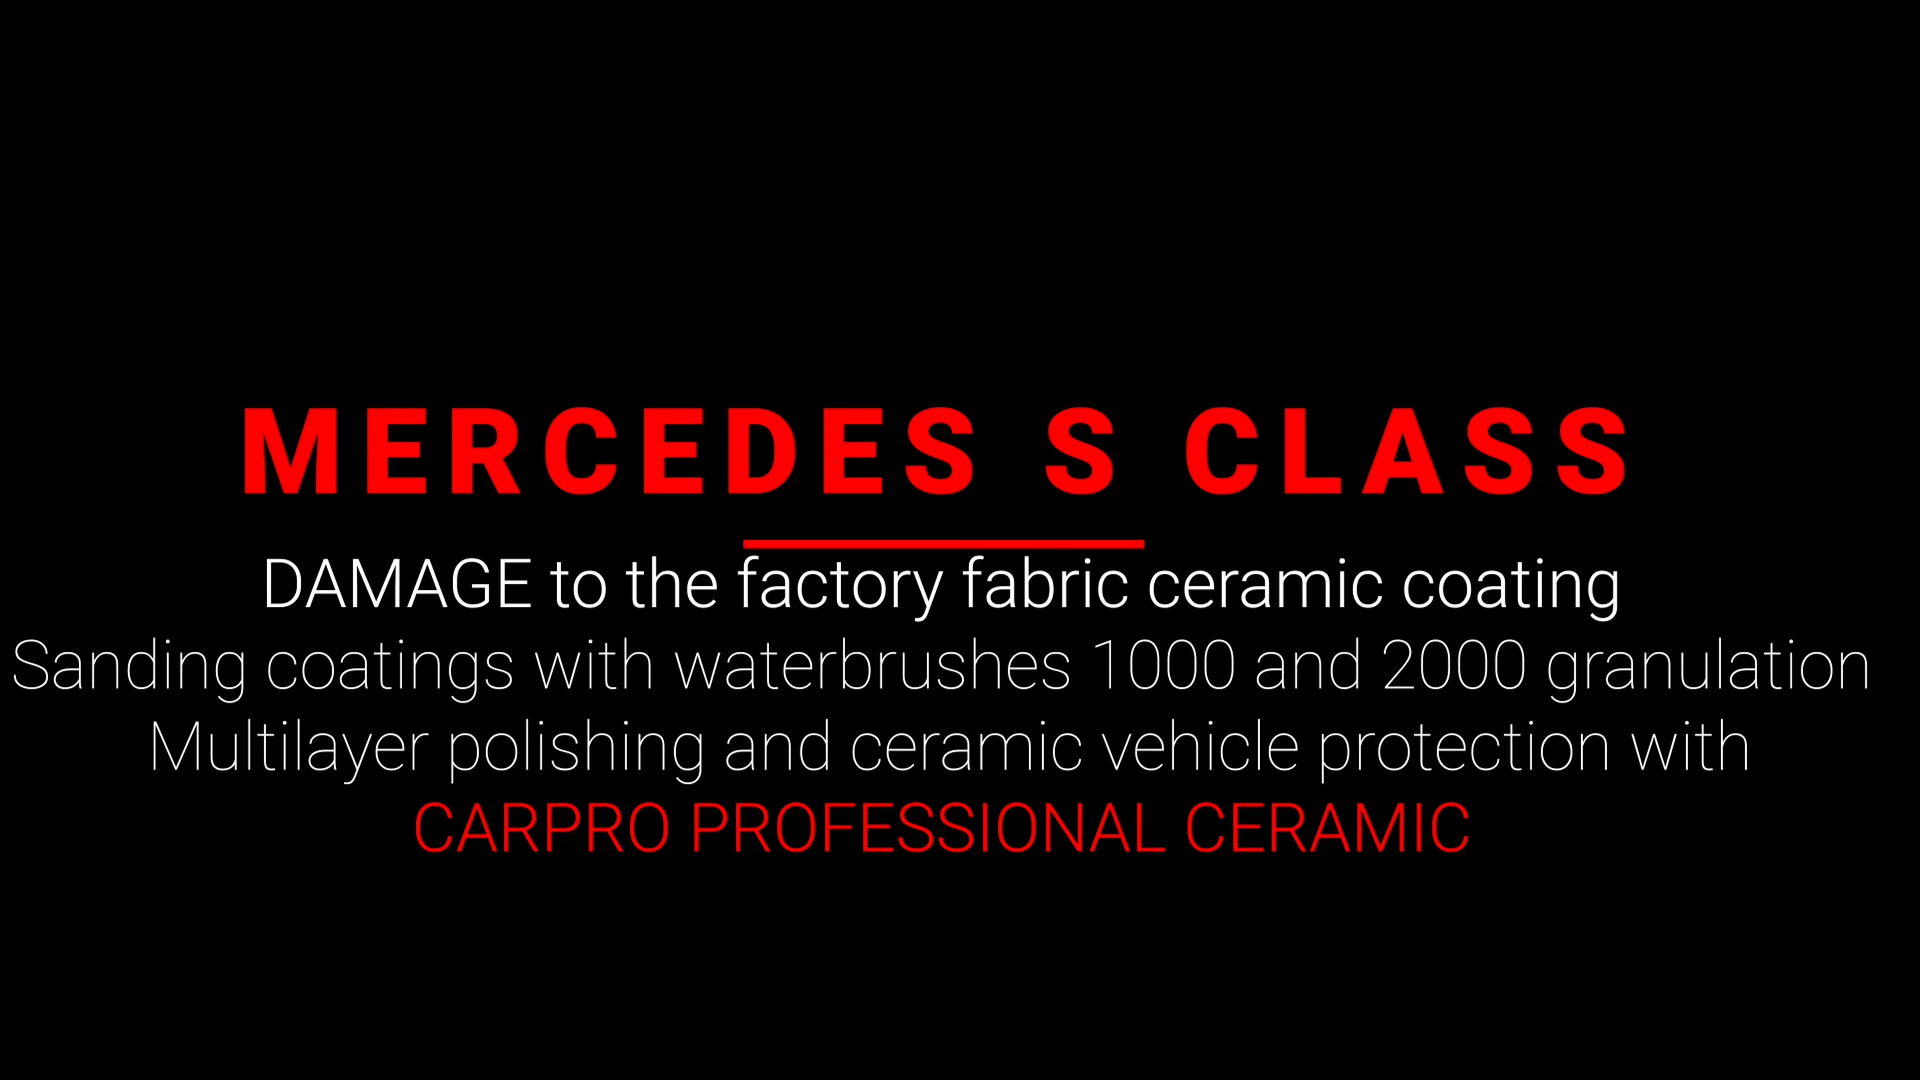 MERCEDES S CLASS
DAMAGE to the factory fabric ceramic coating
Sanding coatings with waterbrushes 1000 and 2000 granulation
Multilayer polishing and ceramic vehicle protection with
CARPRO PROFESSIONAL CERAMIC